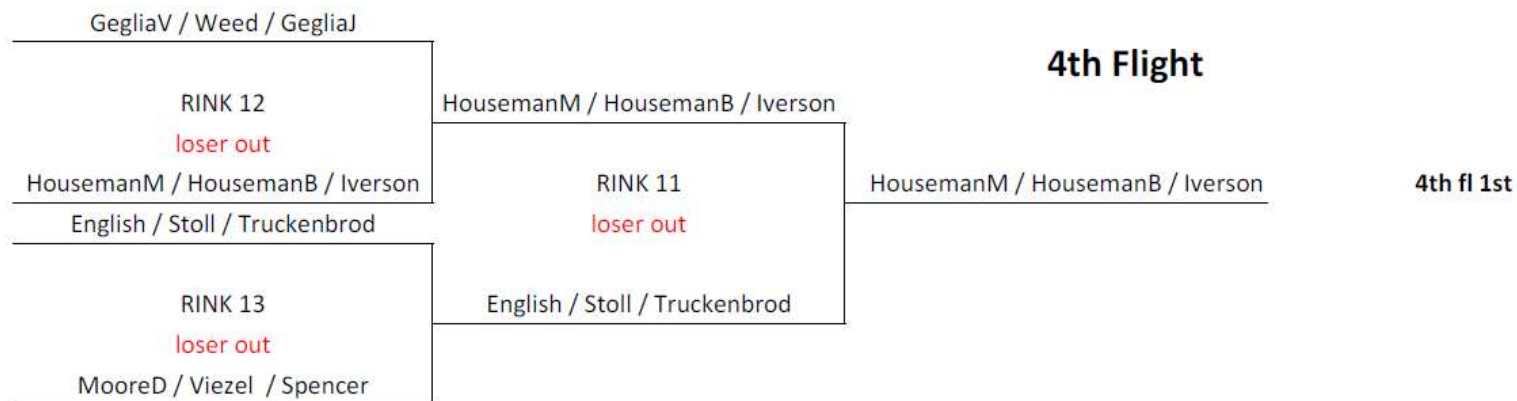 GegliaV / Weed / GegliaJ
4th Flight
RINK 12
HousemanM / HousemanB / Iverson
loser out
HousemanM / HousemanB / Iverson
RINK 11
HousemanM / HousemanB / Iverson
4th fl 1st
English / Stoll / Truckenbrod
loser out
RINK 13
English / Stoll / Truckenbrod
loser out
MooreD / Viezel / Spencer